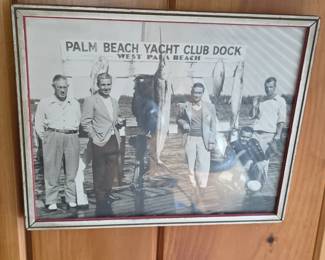 PALM BEACH YACHT CLUB DOCK
WEST PALM BEACH